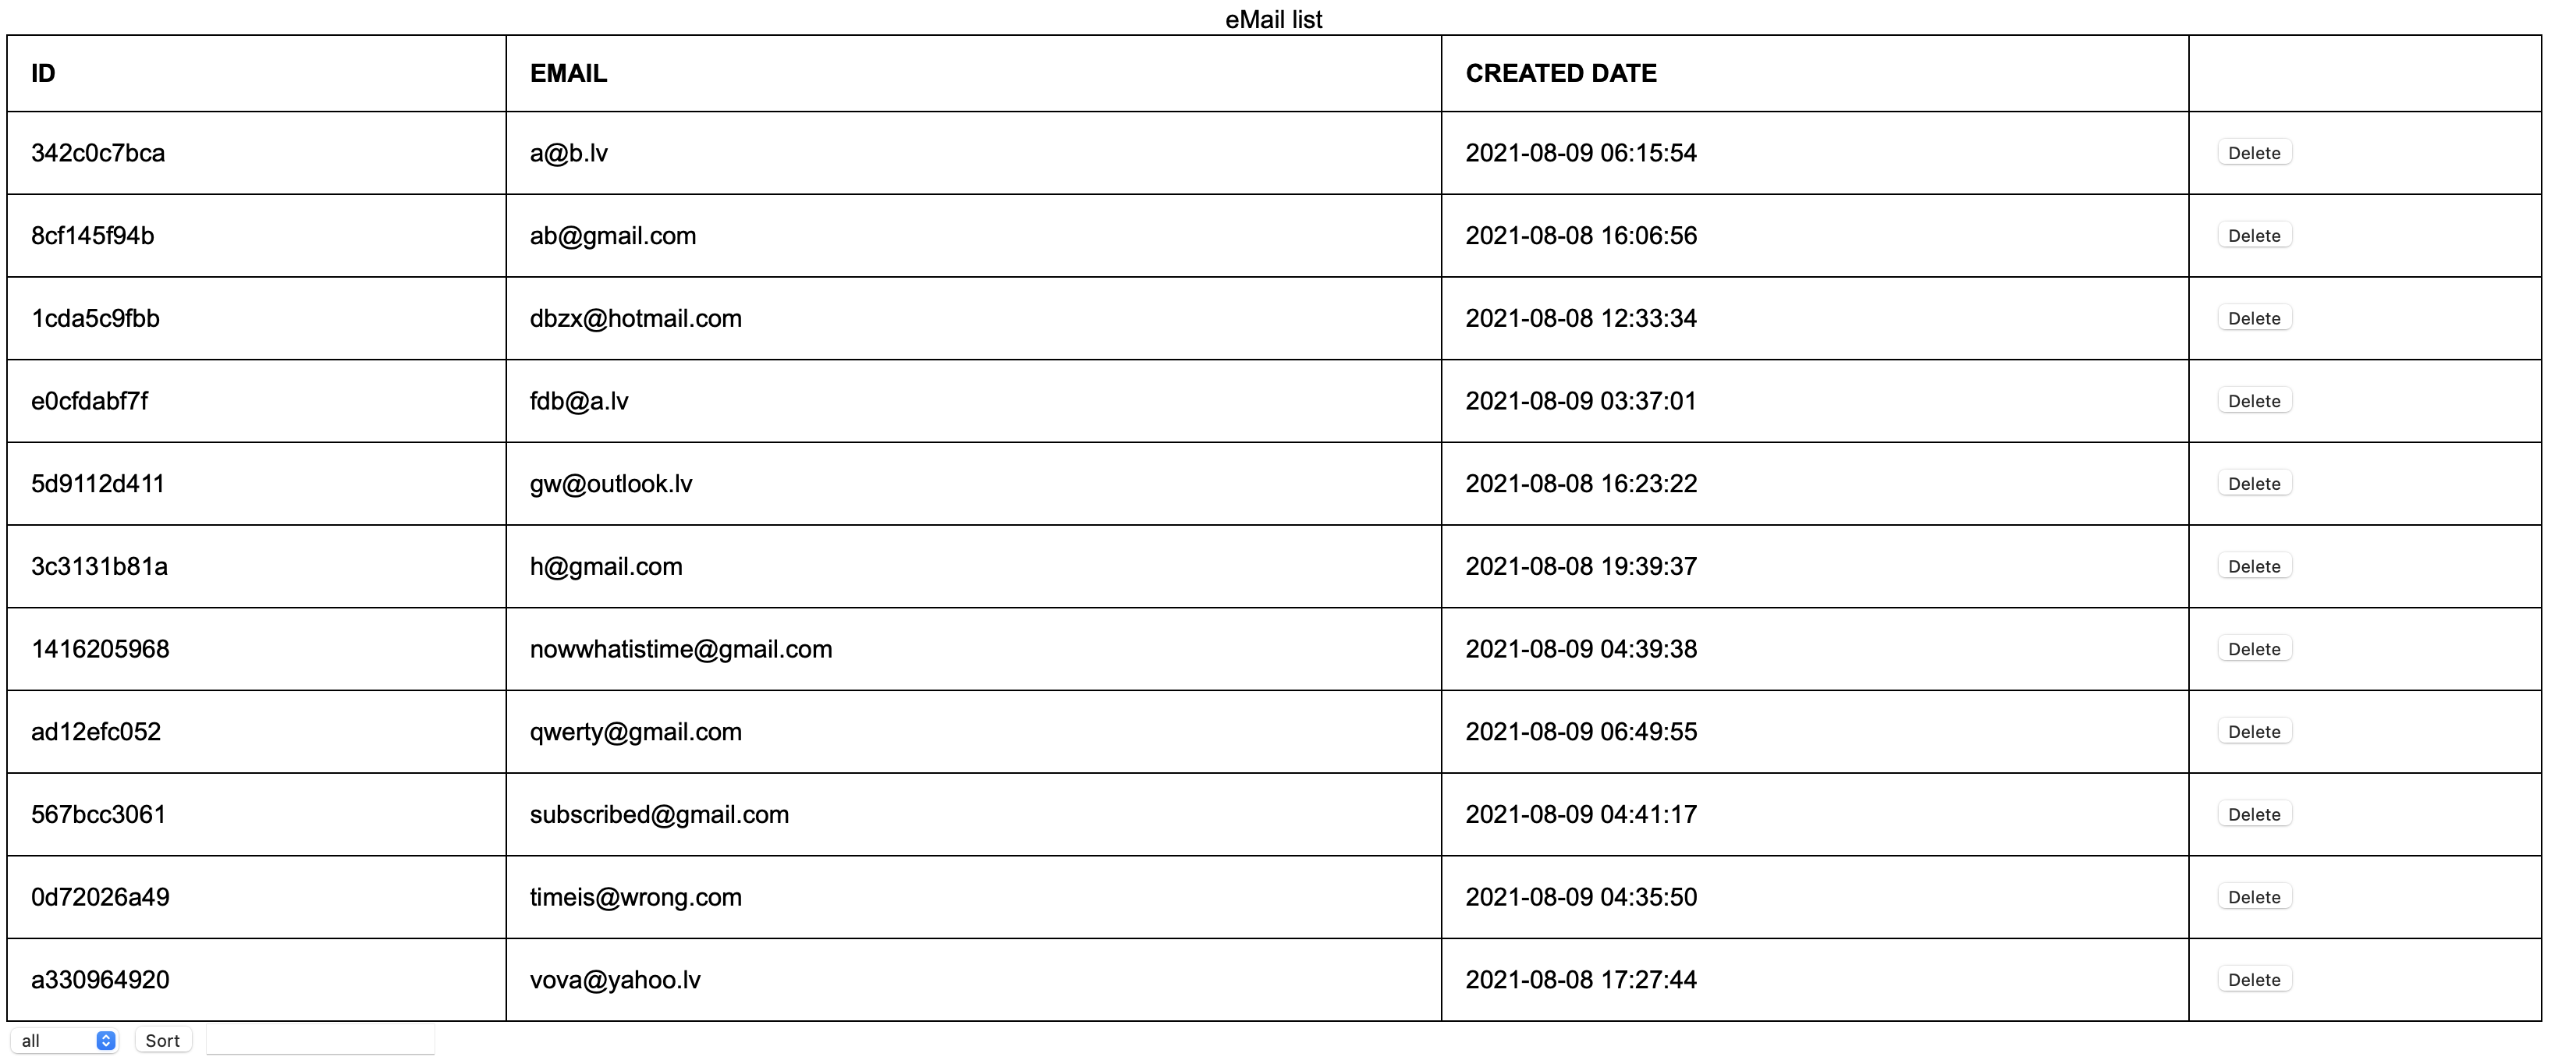 eMail list
ID EMAIL CREATED DATE
342c0c7bca a@b.lv 2021-08-09 06:15:54 Delete
8cf145f94b ab@gmail.com 2021-08-08 16:06:56 Delete
1cda5c9fbb dbzx@hotmail.com 2021-08-08 12:33:34 Delete
e0cfdabf7f fdb@a.lv 2021-08-09 03:37:01 Delete
5d9112d411 gw@outlook.lv 2021-08-08 16:23:22 Delete
3c3131b81a h@gmail.com 2021-08-08 19:39:37 Delete
1416205968 nowwhatistime@gmail.com 2021-08-09 04:39:38 Delete
ad12efc052 qwerty@gmail.com 2021-08-09 06:49:55 Delete
567bcc3061 subscribed@gmail.com 2021-08-09 04:41:17 Delete
0d72026a49 timeis@wrong.com 2021-08-09 04:35:50 Delete
a330964920 vova@yahoo.lv 2021-08-08 17:27:44 Delete
all Sort